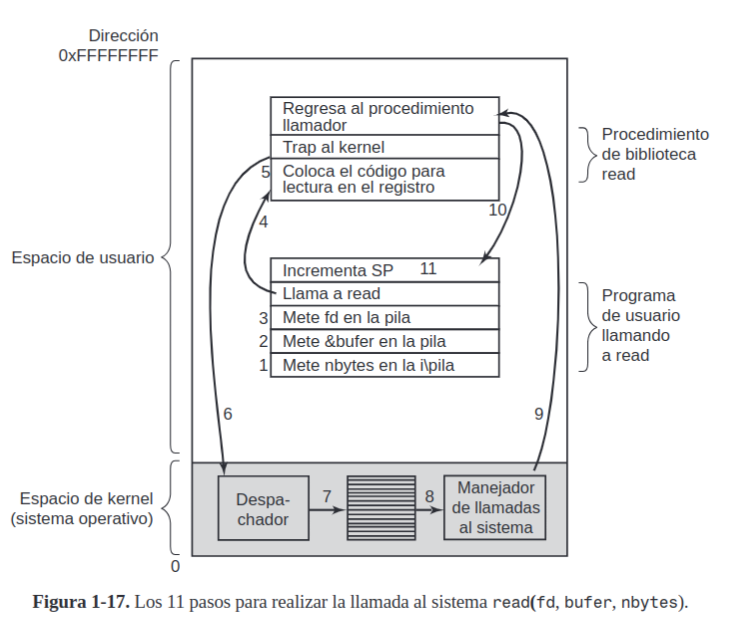 Dirección
0xFFFFFFFF
Regresa al procedimiento
llamador
Trap al kernel
5
Coloca el código para
lectura en el registro
4
10
Procedimiento
de biblioteca
read
Espacio de usuario
Incrementa SP 11
Llama a read
3 Mete fd en la pila
2 Mete &bufer en la pila
1 Mete nbytes en la i\pila
Programa
de usuario
llamando
a read
6
9
Espacio de kernel
(sistema operativo)
Despa-
chador
7
8
Manejador
de llamadas
al sistema
0
Figura 1-17. Los 11 pasos para realizar la llamada al sistema read(fd, bufer, nbytes).